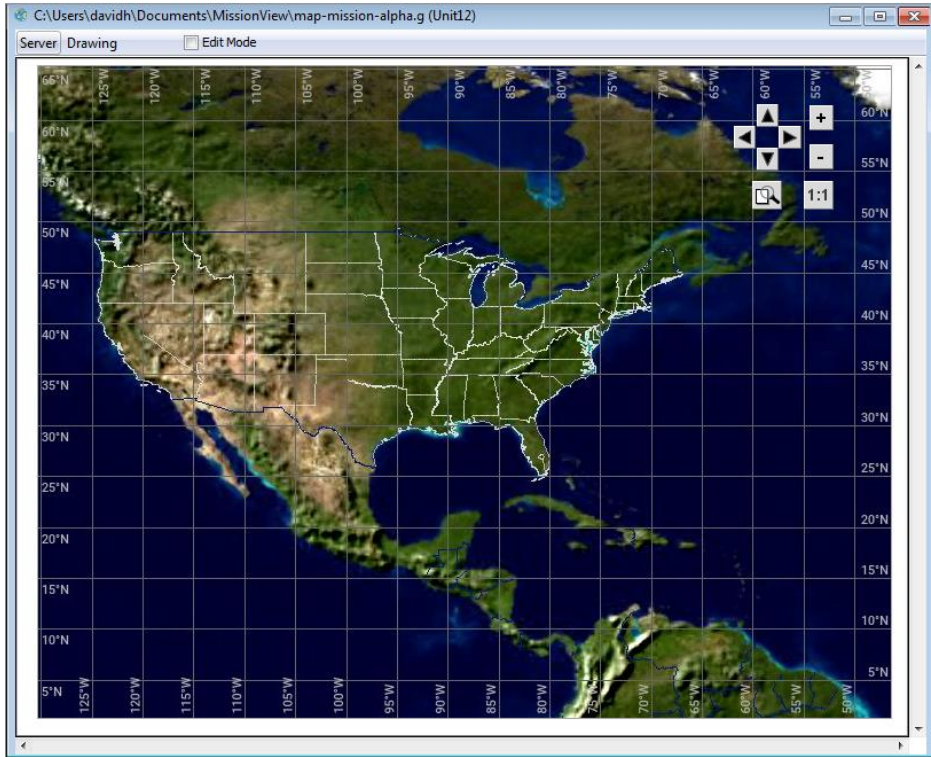 C:\Users\davidh\Documents\MissionView\map-mission-alpha.g (Unit12)
Server Drawing Edit Mode
65°N 125°W 120°W 115°W 110°W 105°W 100°W 95°W 90°W 85°W 80°W 75°W 70°W 65°W 60°W 55°W 50°W
60°N 60°N
+
-
55°N 55°N
1:1
50°N 50°N
45°N 45°N
40°N 40°N
35°N 35°N
30°N 30°N
25°N 25°N
20°N 20°N
15°N 15°N
10°N 10°N
5°N 5°N
125°W 120°W 115°W 110°W 105°W 100°W 95°W 90°W 85°W 80°W 75°W 70°W 65°W 60°W 55°W 50°W